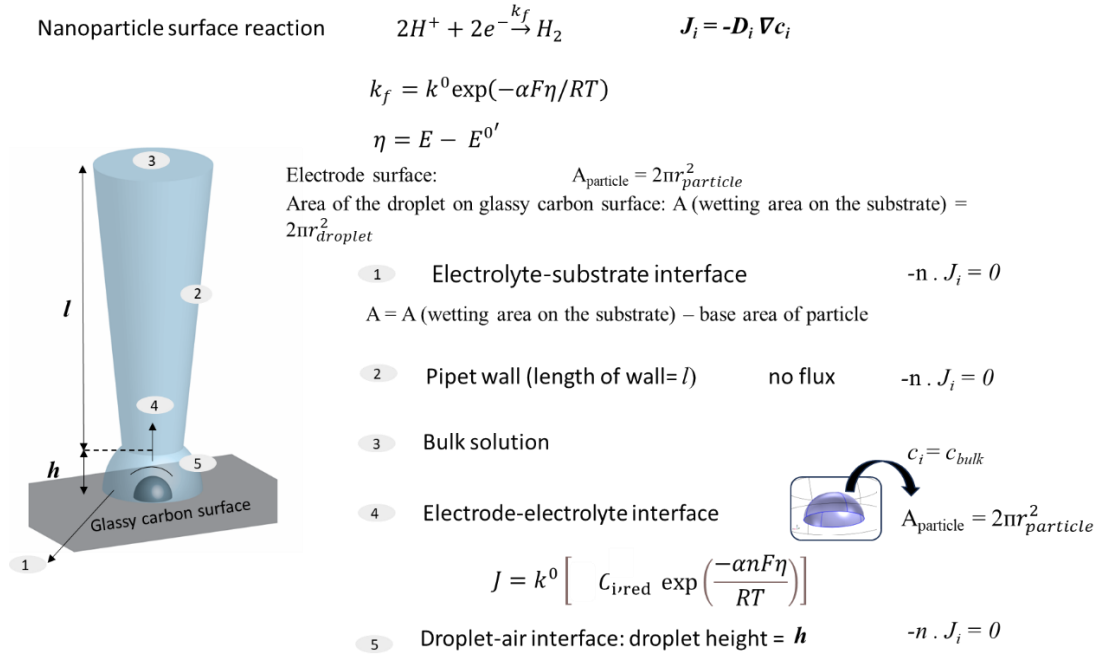 Nanoparticle surface reaction 2H⁺ + 2e⁻ →^{k_f} H₂ J_i = -D_i ∇c_i
k_f = k⁰exp(−αFη/RT)
η = E − E^{0′}
Electrode surface: A_particle = 2πr²_particle
Area of the droplet on glassy carbon surface: A (wetting area on the substrate) =
2πr²_droplet
1 Electrolyte-substrate interface -n . J_i = 0
A = A (wetting area on the substrate) – base area of particle
2 Pipet wall (length of wall= l) no flux -n . J_i = 0
3 Bulk solution c_i= c_bulk
4 Electrode-electrolyte interface A_particle = 2πr²_particle
J = k⁰[ C_{i,red} exp(−αnFη/RT)]
5 Droplet-air interface: droplet height = h -n . J_i = 0
3
2
l
4
h
5
Glassy carbon surface
1